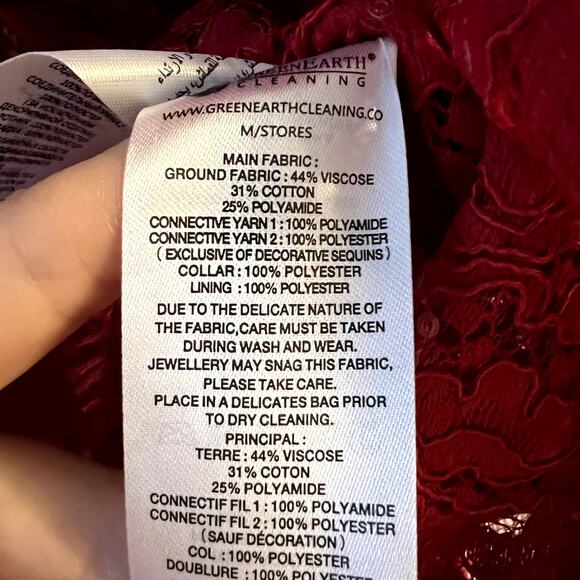 GREENEARTH®
CLEANING
WWW.GREENEARTHCLEANING.CO
M/STORES
MAIN FABRIC :
GROUND FABRIC : 44% VISCOSE
31% COTTON
25% POLYAMIDE
CONNECTIVE YARN 1 : 100% POLYAMIDE
CONNECTIVE YARN 2 : 100% POLYESTER
( EXCLUSIVE OF DECORATIVE SEQUINS )
COLLAR : 100% POLYESTER
LINING : 100% POLYESTER
DUE TO THE DELICATE NATURE OF
THE FABRIC,CARE MUST BE TAKEN
DURING WASH AND WEAR.
JEWELLERY MAY SNAG THIS FABRIC,
PLEASE TAKE CARE.
PLACE IN A DELICATES BAG PRIOR
TO DRY CLEANING.
PRINCIPAL :
TERRE : 44% VISCOSE
31% COTON
25% POLYAMIDE
CONNECTIF FIL 1 : 100% POLYAMIDE
CONNECTIF FIL 2 : 100% POLYESTER
( SAUF DÉCORATION )
COL : 100% POLYESTER
DOUBLURE : 100% POLYESTER